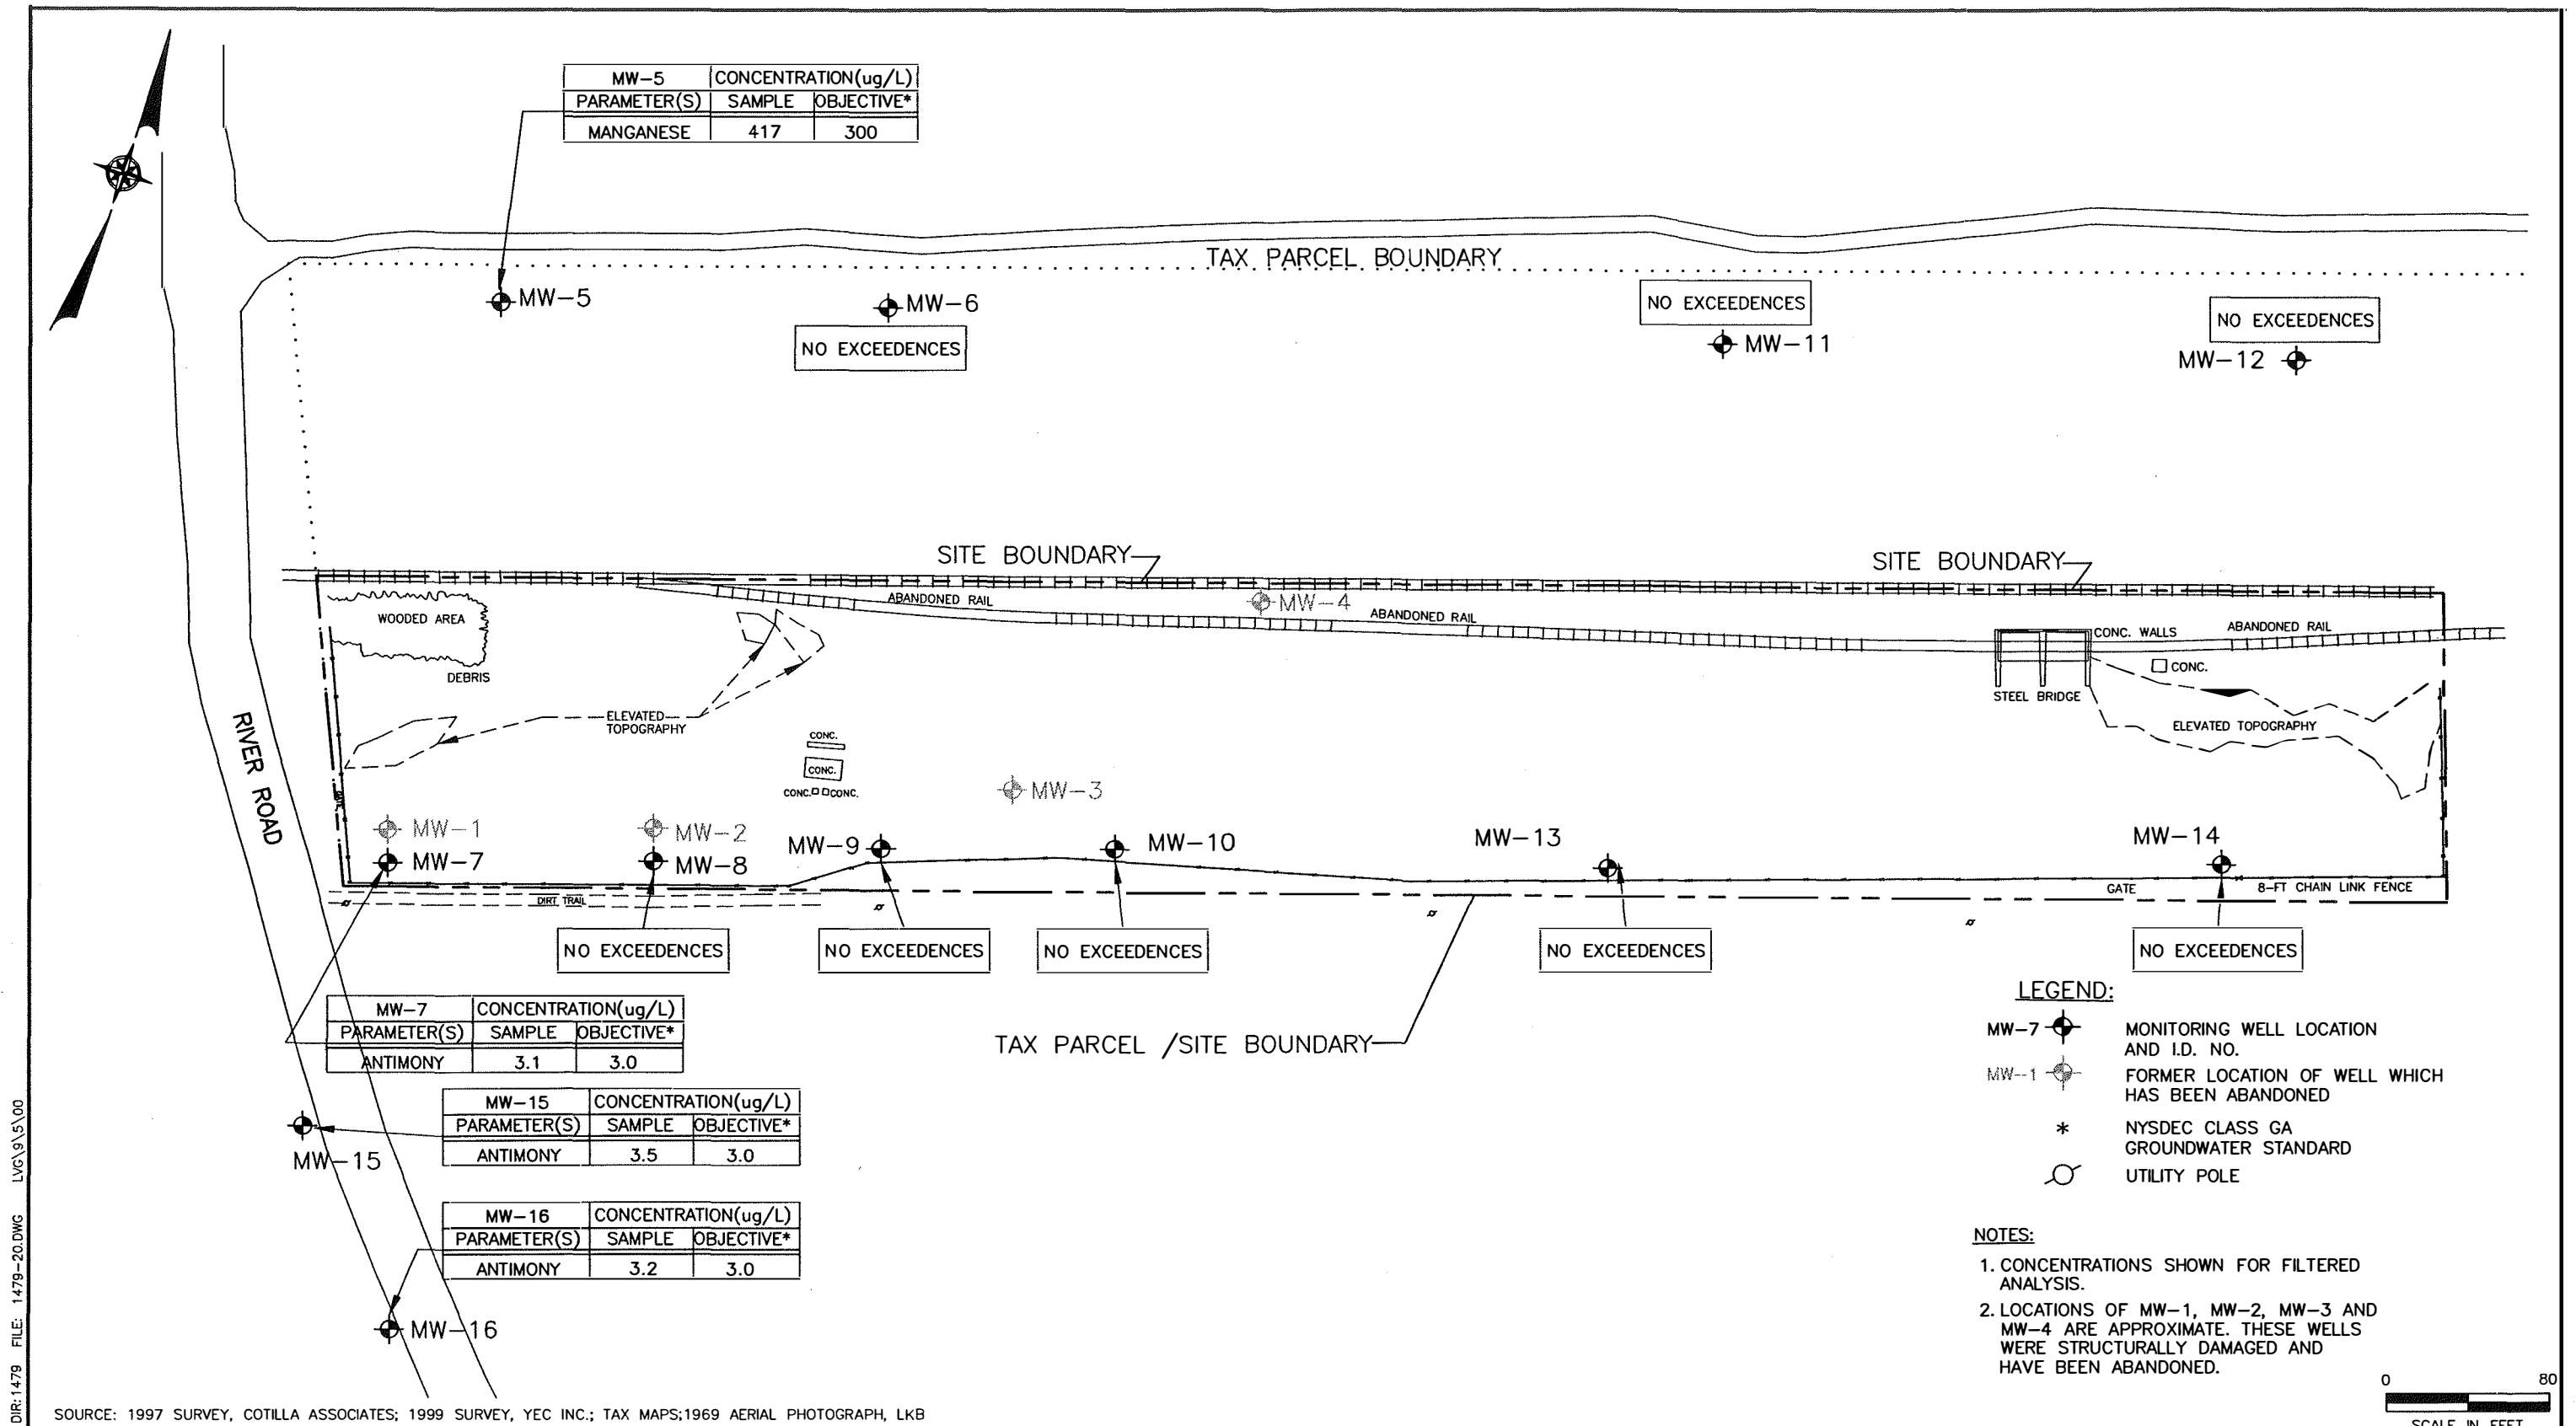 MW-5 CONCENTRATION(ug/L)
PARAMETER(S) SAMPLE OBJECTIVE*
MANGANESE 417 300
TAX PARCEL BOUNDARY
MW-5
MW-6
NO EXCEEDENCES
NO EXCEEDENCES
MW-11
NO EXCEEDENCES
MW-12
SITE BOUNDARY
SITE BOUNDARY
WOODED AREA
DEBRIS
ABANDONED RAIL
MW-4
ABANDONED RAIL
CONC. WALLS
ABANDONED RAIL
CONC.
STEEL BRIDGE
ELEVATED TOPOGRAPHY
ELEVATED
TOPOGRAPHY
CONC.
CONC.
CONC. CONC.
MW-3
RIVER ROAD
MW-1
MW-7
MW-2
MW-8
MW-9
MW-10
MW-13
MW-14
DIRT TRAIL
GATE
8-FT CHAIN LINK FENCE
NO EXCEEDENCES
NO EXCEEDENCES
NO EXCEEDENCES
NO EXCEEDENCES
NO EXCEEDENCES
MW-7 CONCENTRATION(ug/L)
PARAMETER(S) SAMPLE OBJECTIVE*
ANTIMONY 3.1 3.0
TAX PARCEL /SITE BOUNDARY
MW-15 CONCENTRATION(ug/L)
PARAMETER(S) SAMPLE OBJECTIVE*
ANTIMONY 3.5 3.0
MW-15
MW-16 CONCENTRATION(ug/L)
PARAMETER(S) SAMPLE OBJECTIVE*
ANTIMONY 3.2 3.0
MW-16
LEGEND:
MW-7 MONITORING WELL LOCATION
AND I.D. NO.
MW-1 FORMER LOCATION OF WELL WHICH
HAS BEEN ABANDONED
* NYSDEC CLASS GA
GROUNDWATER STANDARD
UTILITY POLE
NOTES:
1. CONCENTRATIONS SHOWN FOR FILTERED
ANALYSIS.
2. LOCATIONS OF MW-1, MW-2, MW-3 AND
MW-4 ARE APPROXIMATE. THESE WELLS
WERE STRUCTURALLY DAMAGED AND
HAVE BEEN ABANDONED.
0 80
SCALE IN FEET
SOURCE: 1997 SURVEY, COTILLA ASSOCIATES; 1999 SURVEY, YEC INC.; TAX MAPS;1969 AERIAL PHOTOGRAPH, LKB
DIR:1479 FILE: 1479-20.DWG LVG\9\5\00